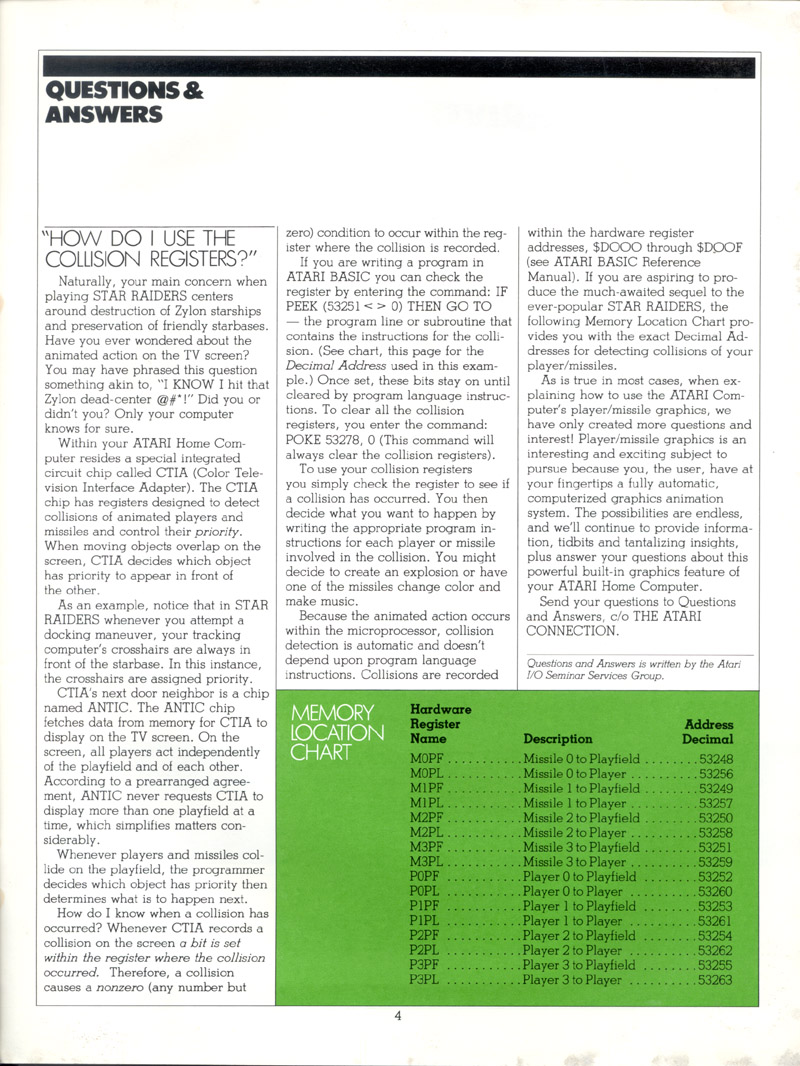 QUESTIONS &
ANSWERS
"HOW DO I USE THE
COLLISION REGISTERS?"
Naturally, your main concern when
playing STAR RAIDERS centers
around destruction of Zylon starships
and preservation of friendly starbases.
Have you ever wondered about the
animated action on the TV screen?
You may have phrased this question
something akin to, "I KNOW I hit that
Zylon dead-center @#*!" Did you or
didn't you? Only your computer
knows for sure.
Within your ATARI Home Com-
puter resides a special integrated
circuit chip called CTIA (Color Tele-
vision Interface Adapter). The CTIA
chip has registers designed to detect
collisions of animated players and
missiles and control their priority.
When moving objects overlap on the
screen, CTIA decides which object
has priority to appear in front of
the other.
As an example, notice that in STAR
RAIDERS whenever you attempt a
docking maneuver, your tracking
computer's crosshairs are always in
front of the starbase. In this instance,
the crosshairs are assigned priority.
CTIA's next door neighbor is a chip
named ANTIC. The ANTIC chip
fetches data from memory for CTIA to
display on the TV screen. On the
screen, all players act independently
of the playfield and of each other.
According to a prearranged agree-
ment, ANTIC never requests CTIA to
display more than one playfield at a
time, which simplifies matters con-
siderably.
Whenever players and missiles col-
lide on the playfield, the programmer
decides which object has priority then
determines what is to happen next.
How do I know when a collision has
occurred? Whenever CTIA records a
collision on the screen a bit is set
within the register where the collision
occurred. Therefore, a collision
causes a nonzero (any number but
zero) condition to occur within the reg-
ister where the collision is recorded.
If you are writing a program in
ATARI BASIC you can check the
register by entering the command: IF
PEEK (53251 < > 0) THEN GO TO
— the program line or subroutine that
contains the instructions for the colli-
sion. (See chart, this page for the
Decimal Address used in this exam-
ple.) Once set, these bits stay on until
cleared by program language instruc-
tions. To clear all the collision
registers, you enter the command:
POKE 53278, 0 (This command will
always clear the collision registers).
To use your collision registers
you simply check the register to see if
a collision has occurred. You then
decide what you want to happen by
writing the appropriate program in-
structions for each player or missile
involved in the collision. You might
decide to create an explosion or have
one of the missiles change color and
make music.
Because the animated action occurs
within the microprocessor, collision
detection is automatic and doesn't
depend upon program language
instructions. Collisions are recorded
within the hardware register
addresses, $DOOO through $DOOF
(see ATARI BASIC Reference
Manual). If you are aspiring to pro-
duce the much-awaited sequel to the
ever-popular STAR RAIDERS, the
following Memory Location Chart pro-
vides you with the exact Decimal Ad-
dresses for detecting collisions of your
player/missiles.
As is true in most cases, when ex-
plaining how to use the ATARI Com-
puter's player/missile graphics, we
have only created more questions and
interest! Player/missile graphics is an
interesting and exciting subject to
pursue because you, the user, have at
your fingertips a fully automatic,
computerized graphics animation
system. The possibilities are endless,
and we'll continue to provide informa-
tion, tidbits and tantalizing insights,
plus answer your questions about this
powerful built-in graphics feature of
your ATARI Home Computer.
Send your questions to Questions
and Answers, c/o THE ATARI
CONNECTION.
Questions and Answers is written by the Atari
I/O Seminar Services Group.
MEMORY
LOCATION
CHART
Hardware
Register Address
Name Description Decimal
M0PF . . . . . . . . . . . Missile 0 to Playfield . . . . . . . . 53248
M0PL . . . . . . . . . . . Missile 0 to Player . . . . . . . . . . 53256
M1PF . . . . . . . . . . . Missile 1 to Playfield . . . . . . . . 53249
M1PL . . . . . . . . . . . Missile 1 to Player . . . . . . . . . . 53257
M2PF . . . . . . . . . . . Missile 2 to Playfield . . . . . . . . 53250
M2PL . . . . . . . . . . . Missile 2 to Player . . . . . . . . . . 53258
M3PF . . . . . . . . . . . Missile 3 to Playfield . . . . . . . . 53251
M3PL . . . . . . . . . . . Missile 3 to Player . . . . . . . . . . 53259
P0PF . . . . . . . . . . . Player 0 to Playfield . . . . . . . . 53252
P0PL . . . . . . . . . . . Player 0 to Player . . . . . . . . . . 53260
P1PF . . . . . . . . . . . Player 1 to Playfield . . . . . . . . 53253
P1PL . . . . . . . . . . . Player 1 to Player . . . . . . . . . . 53261
P2PF . . . . . . . . . . . Player 2 to Playfield . . . . . . . . 53254
P2PL . . . . . . . . . . . Player 2 to Player . . . . . . . . . . 53262
P3PF . . . . . . . . . . . Player 3 to Playfield . . . . . . . . 53255
P3PL . . . . . . . . . . . Player 3 to Player . . . . . . . . . . 53263
4